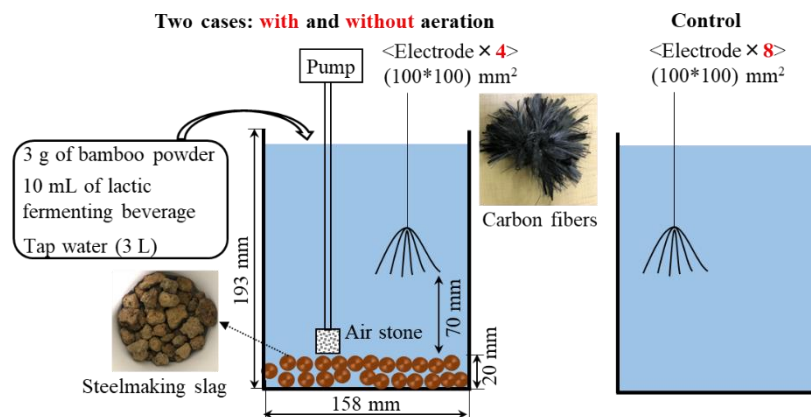 Two cases: with and without aeration
Control
Pump
<Electrode × 4>
(100*100) mm²
<Electrode × 8>
(100*100) mm²
3 g of bamboo powder
10 mL of lactic
fermenting beverage
Tap water (3 L)
Carbon fibers
193 mm
70 mm
Air stone
20 mm
Steelmaking slag
158 mm